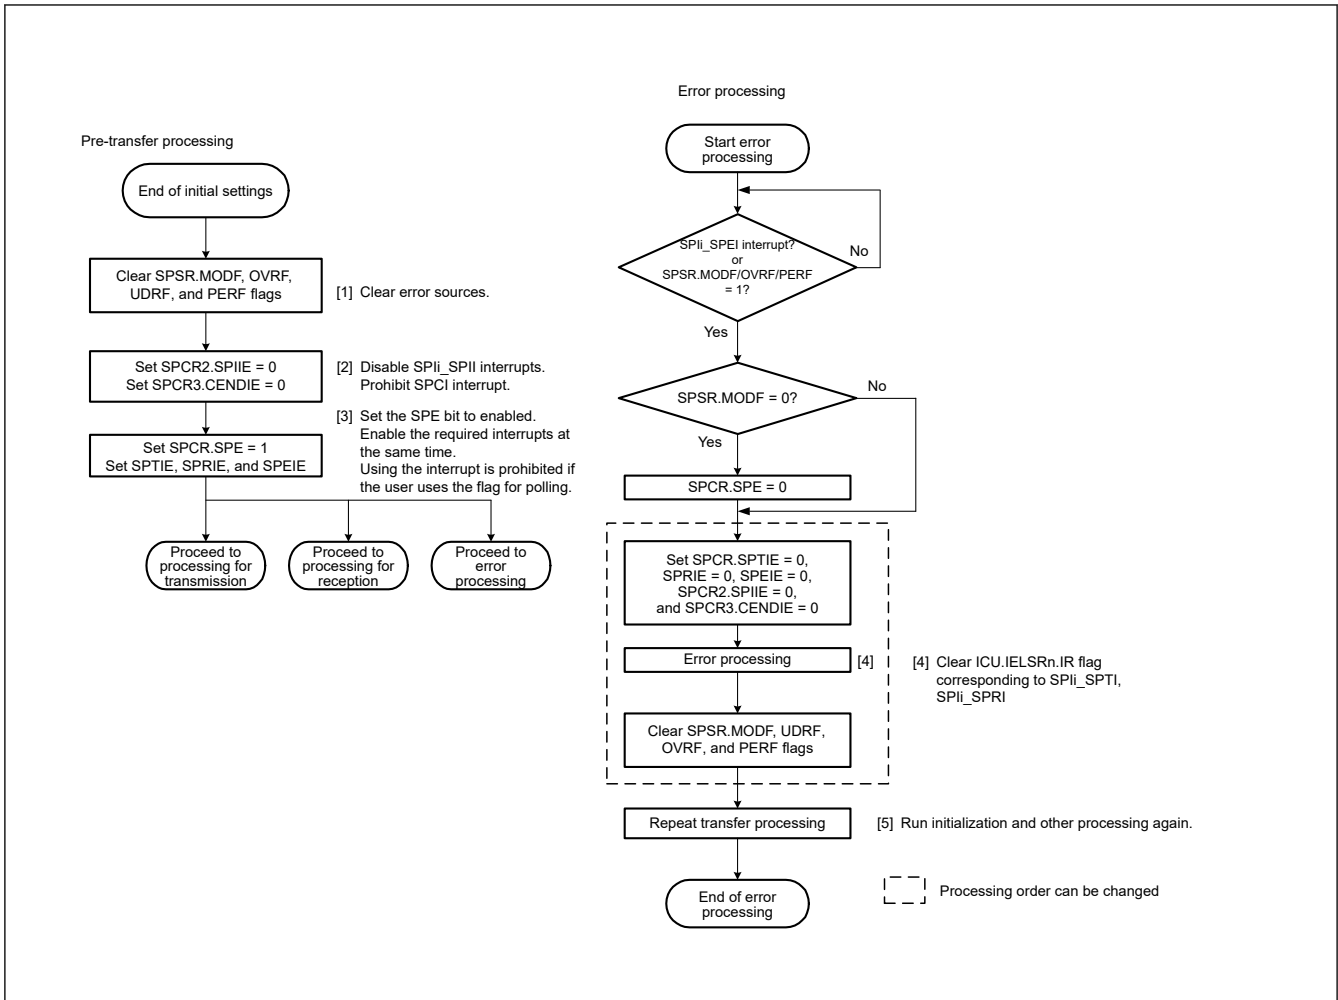 Pre-transfer processing
End of initial settings
Clear SPSR.MODF, OVRF,
UDRF, and PERF flags
[1] Clear error sources.
Set SPCR2.SPIIE = 0
Set SPCR3.CENDIE = 0
[2] Disable SPIi_SPII interrupts.
Prohibit SPCI interrupt.
Set SPCR.SPE = 1
Set SPTIE, SPRIE, and SPEIE
[3] Set the SPE bit to enabled.
Enable the required interrupts at
the same time.
Using the interrupt is prohibited if
the user uses the flag for polling.
Proceed to
processing for
transmission
Proceed to
processing for
reception
Proceed to
error
processing
Error processing
Start error
processing
SPIi_SPEI interrupt?
or
SPSR.MODF/OVRF/PERF
= 1?
No
Yes
SPSR.MODF = 0?
No
Yes
SPCR.SPE = 0
Set SPCR.SPTIE = 0,
SPRIE = 0, SPEIE = 0,
SPCR2.SPIIE = 0,
and SPCR3.CENDIE = 0
Error processing
[4]
[4] Clear ICU.IELSRn.IR flag
corresponding to SPIi_SPTI,
SPIi_SPRI
Clear SPSR.MODF, UDRF,
OVRF, and PERF flags
Repeat transfer processing
[5] Run initialization and other processing again.
End of error
processing
Processing order can be changed